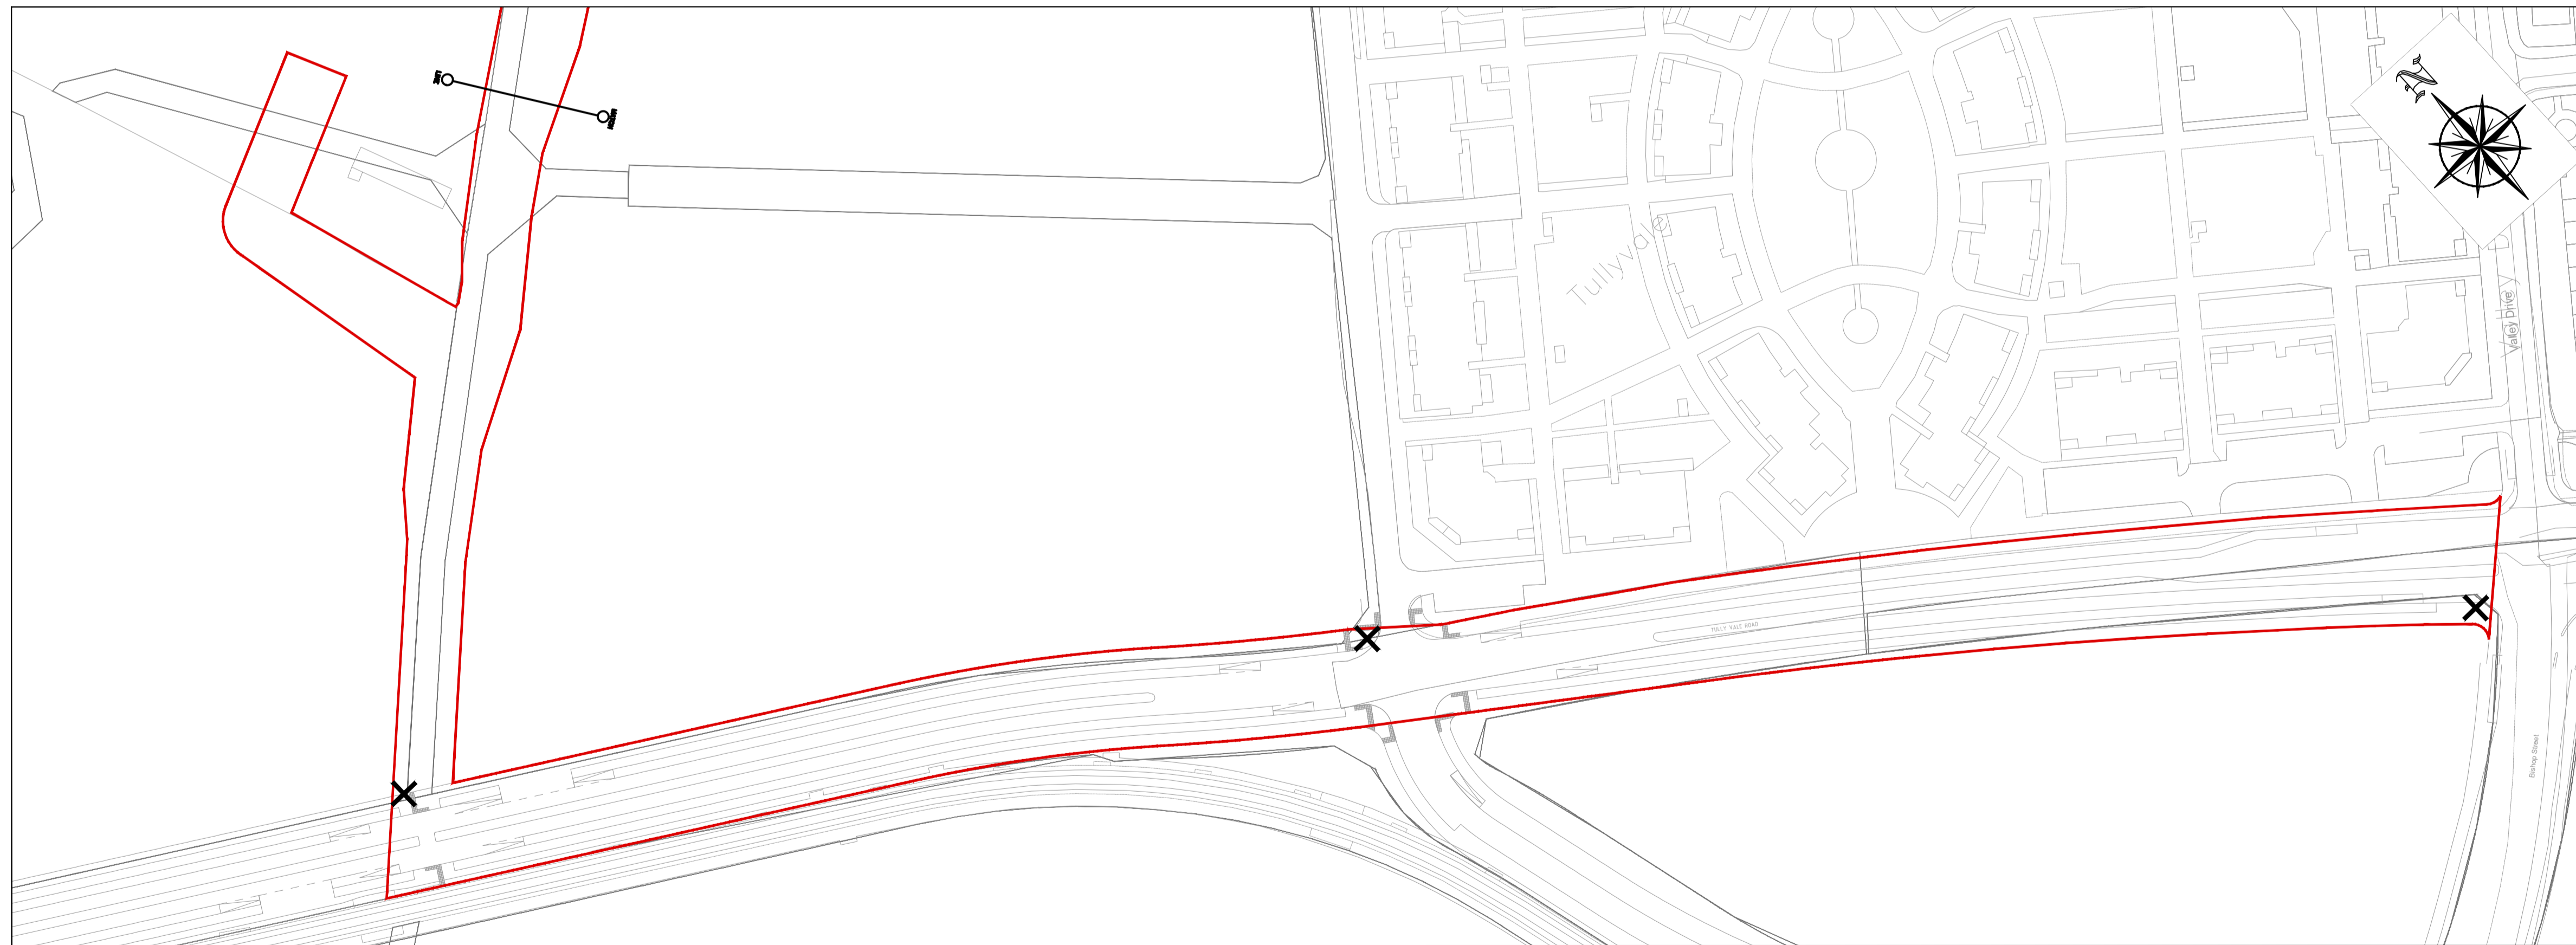 N
Tullyvale
Valley Drive
TULLY VALE ROAD
Bishop Street